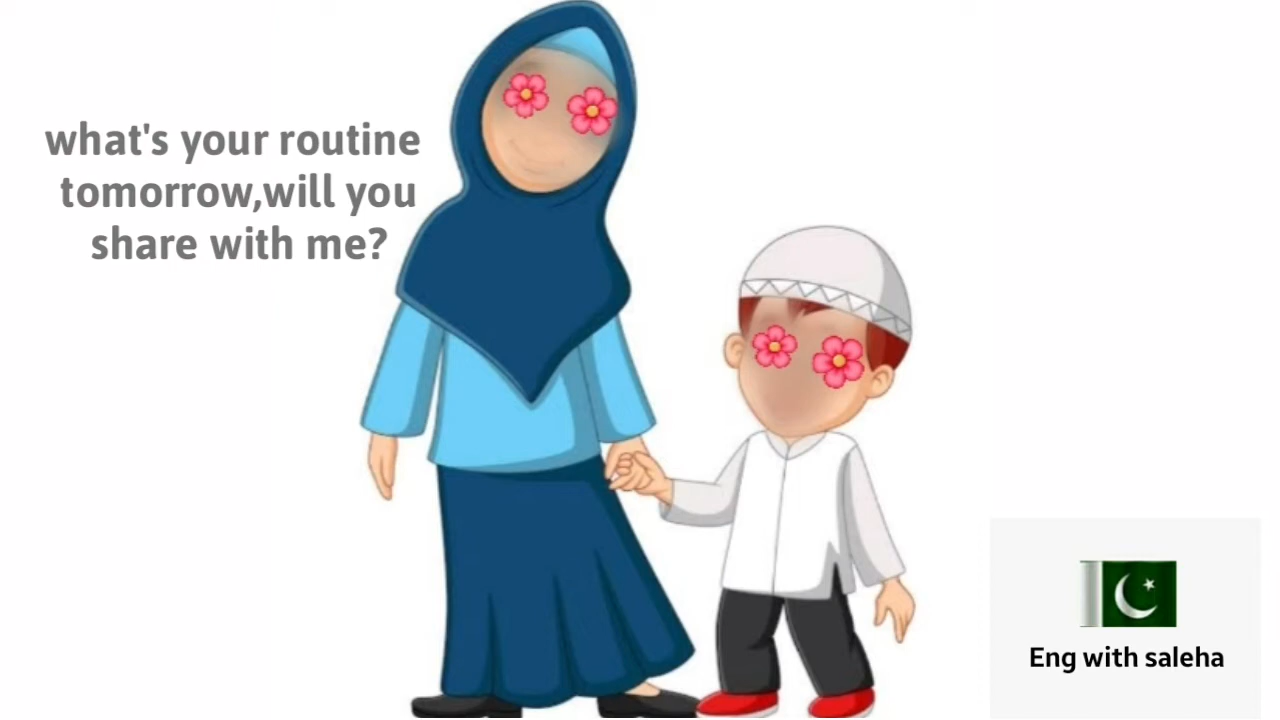 what's your routine
tomorrow,will you
share with me?
Eng with saleha